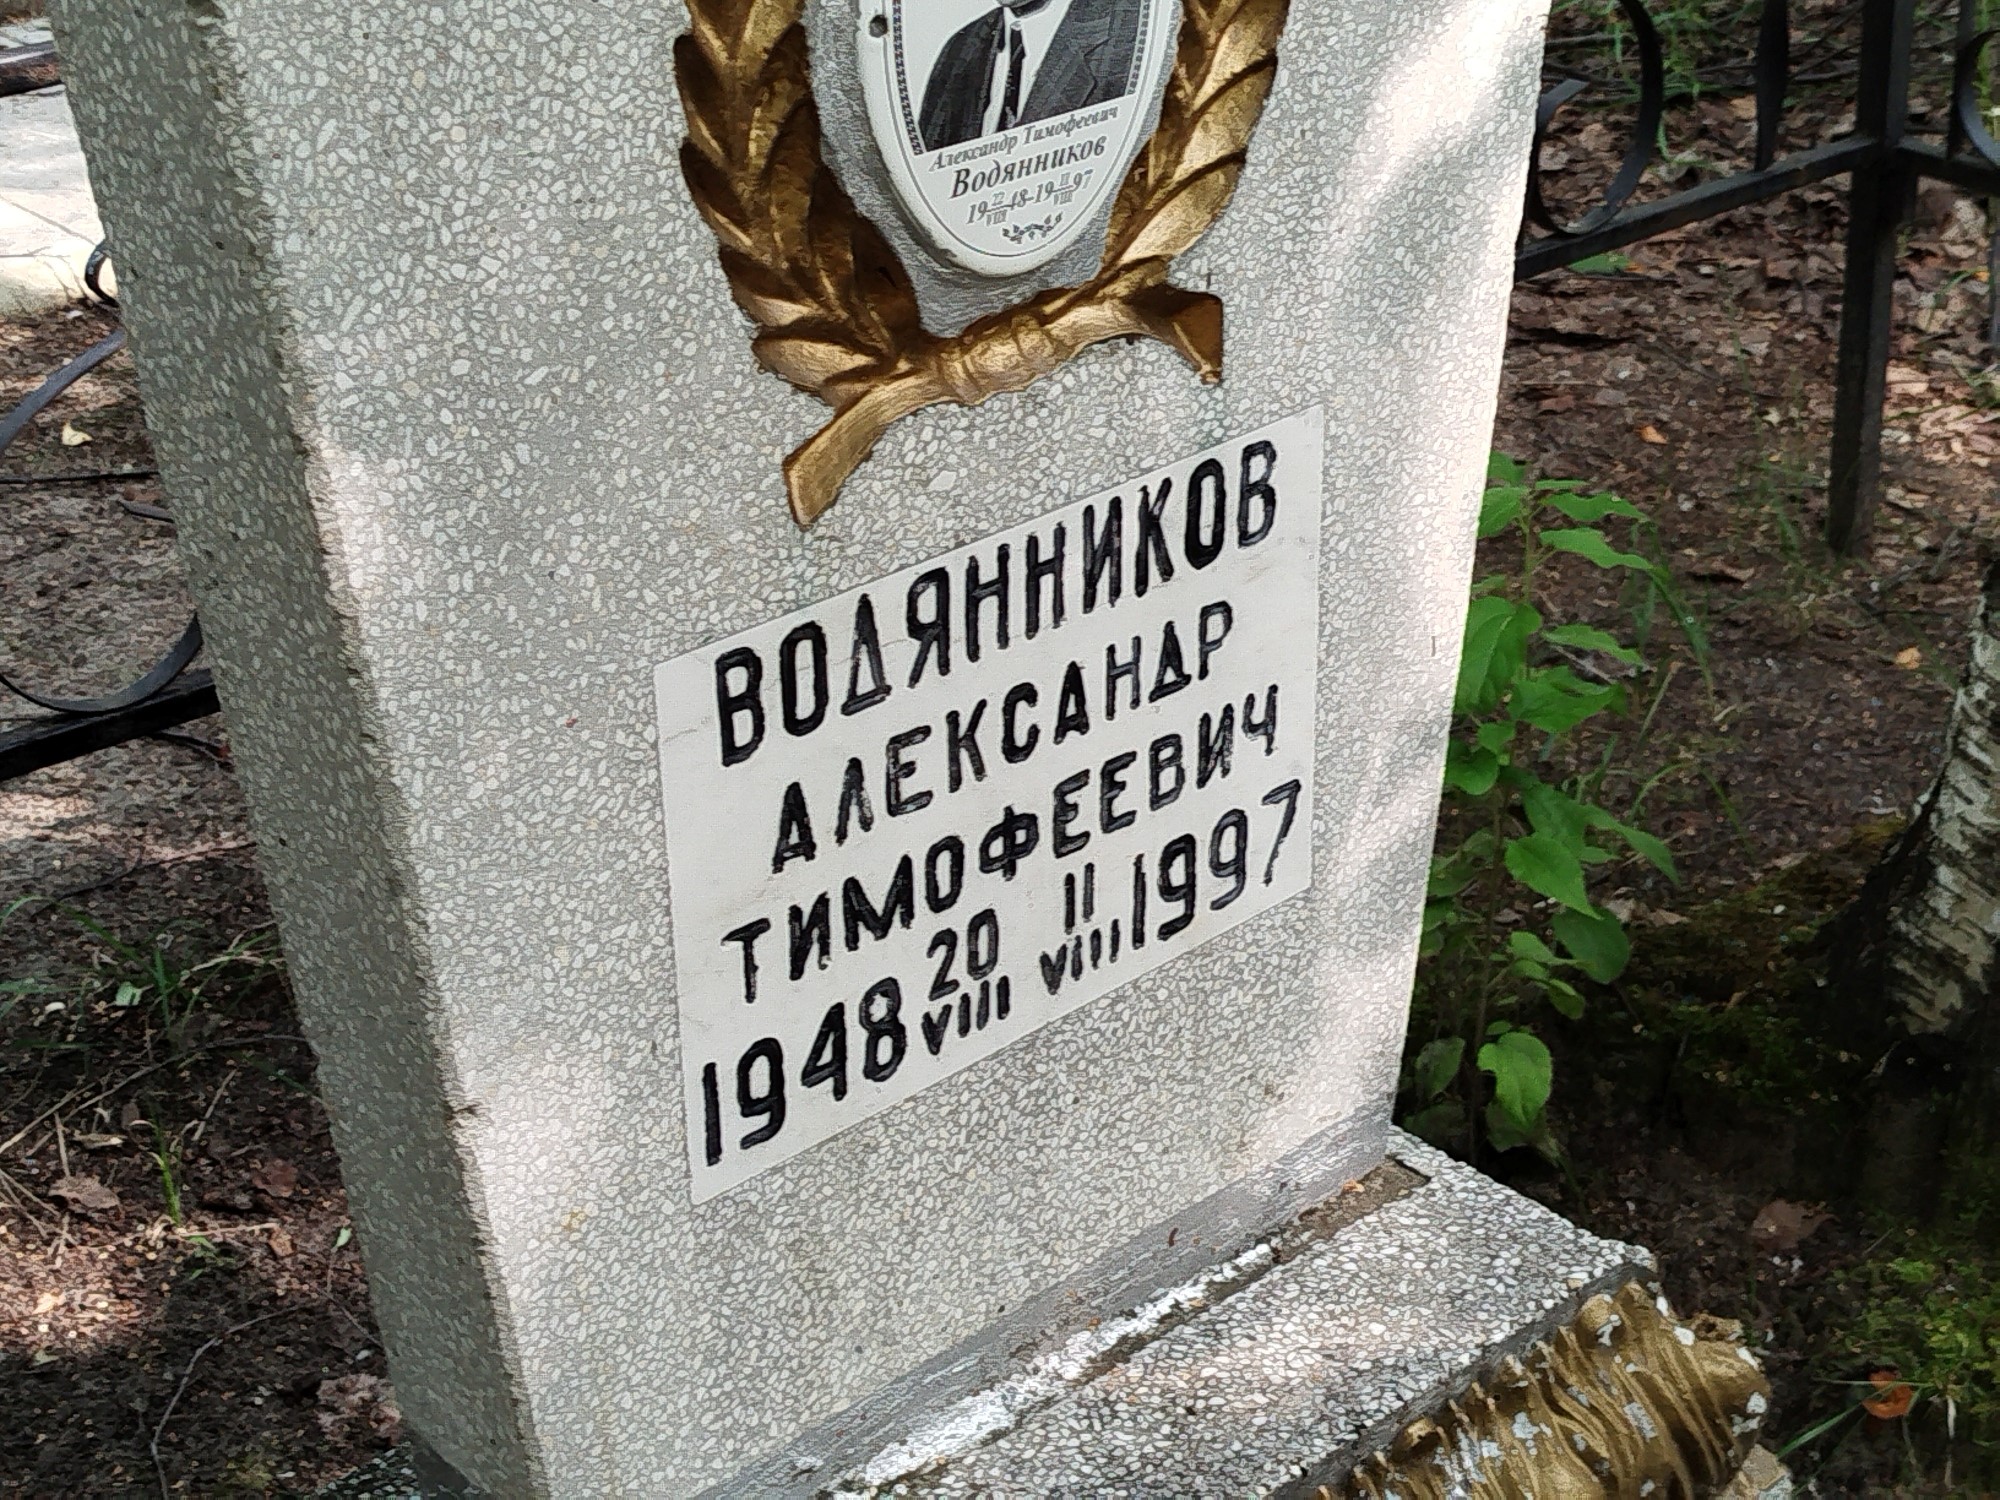 Александр Тимофеевич
Водянников
19 22/VIII 48-19 11/VIII 97
ВОДЯННИКОВ
АЛЕКСАНДР
ТИМОФЕЕВИЧ
1948 20/VIII 11/VIII 1997